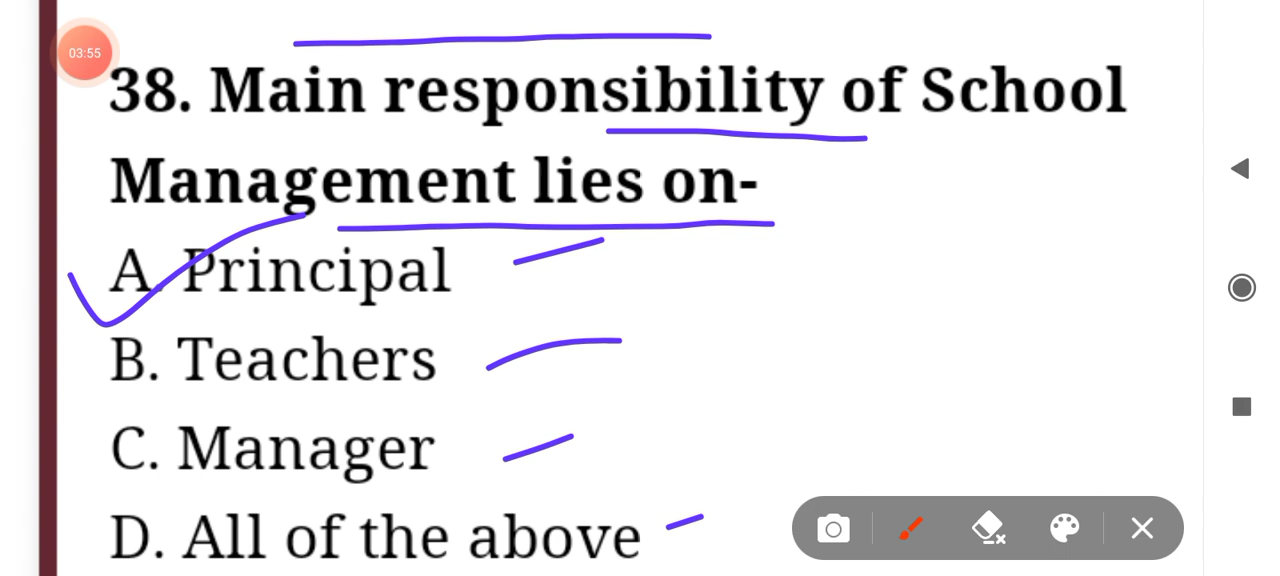 03:55
38. Main responsibility of School
Management lies on-
A. Principal
B. Teachers
C. Manager
D. All of the above